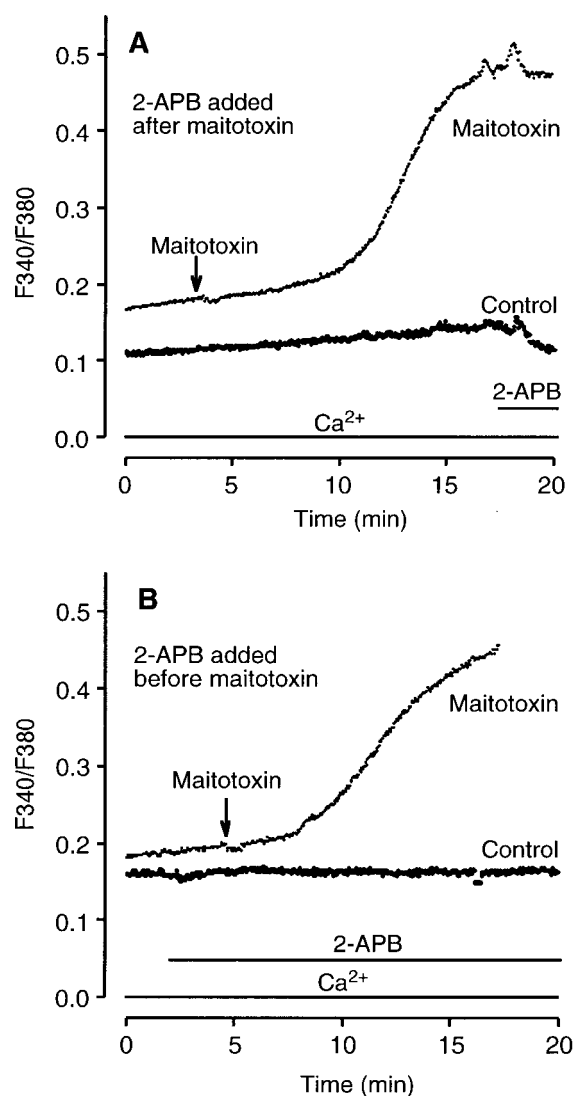 A
0.5
2-APB added
after maitotoxin
0.4
Maitotoxin
F340/F380
0.3
Maitotoxin
0.2
Control
0.1
2-APB
Ca2+
0.0
0 5 10 15 20
Time (min)
B
0.5
2-APB added
before maitotoxin
0.4
Maitotoxin
F340/F380
0.3
Maitotoxin
0.2
Control
0.1
2-APB
Ca2+
0.0
0 5 10 15 20
Time (min)